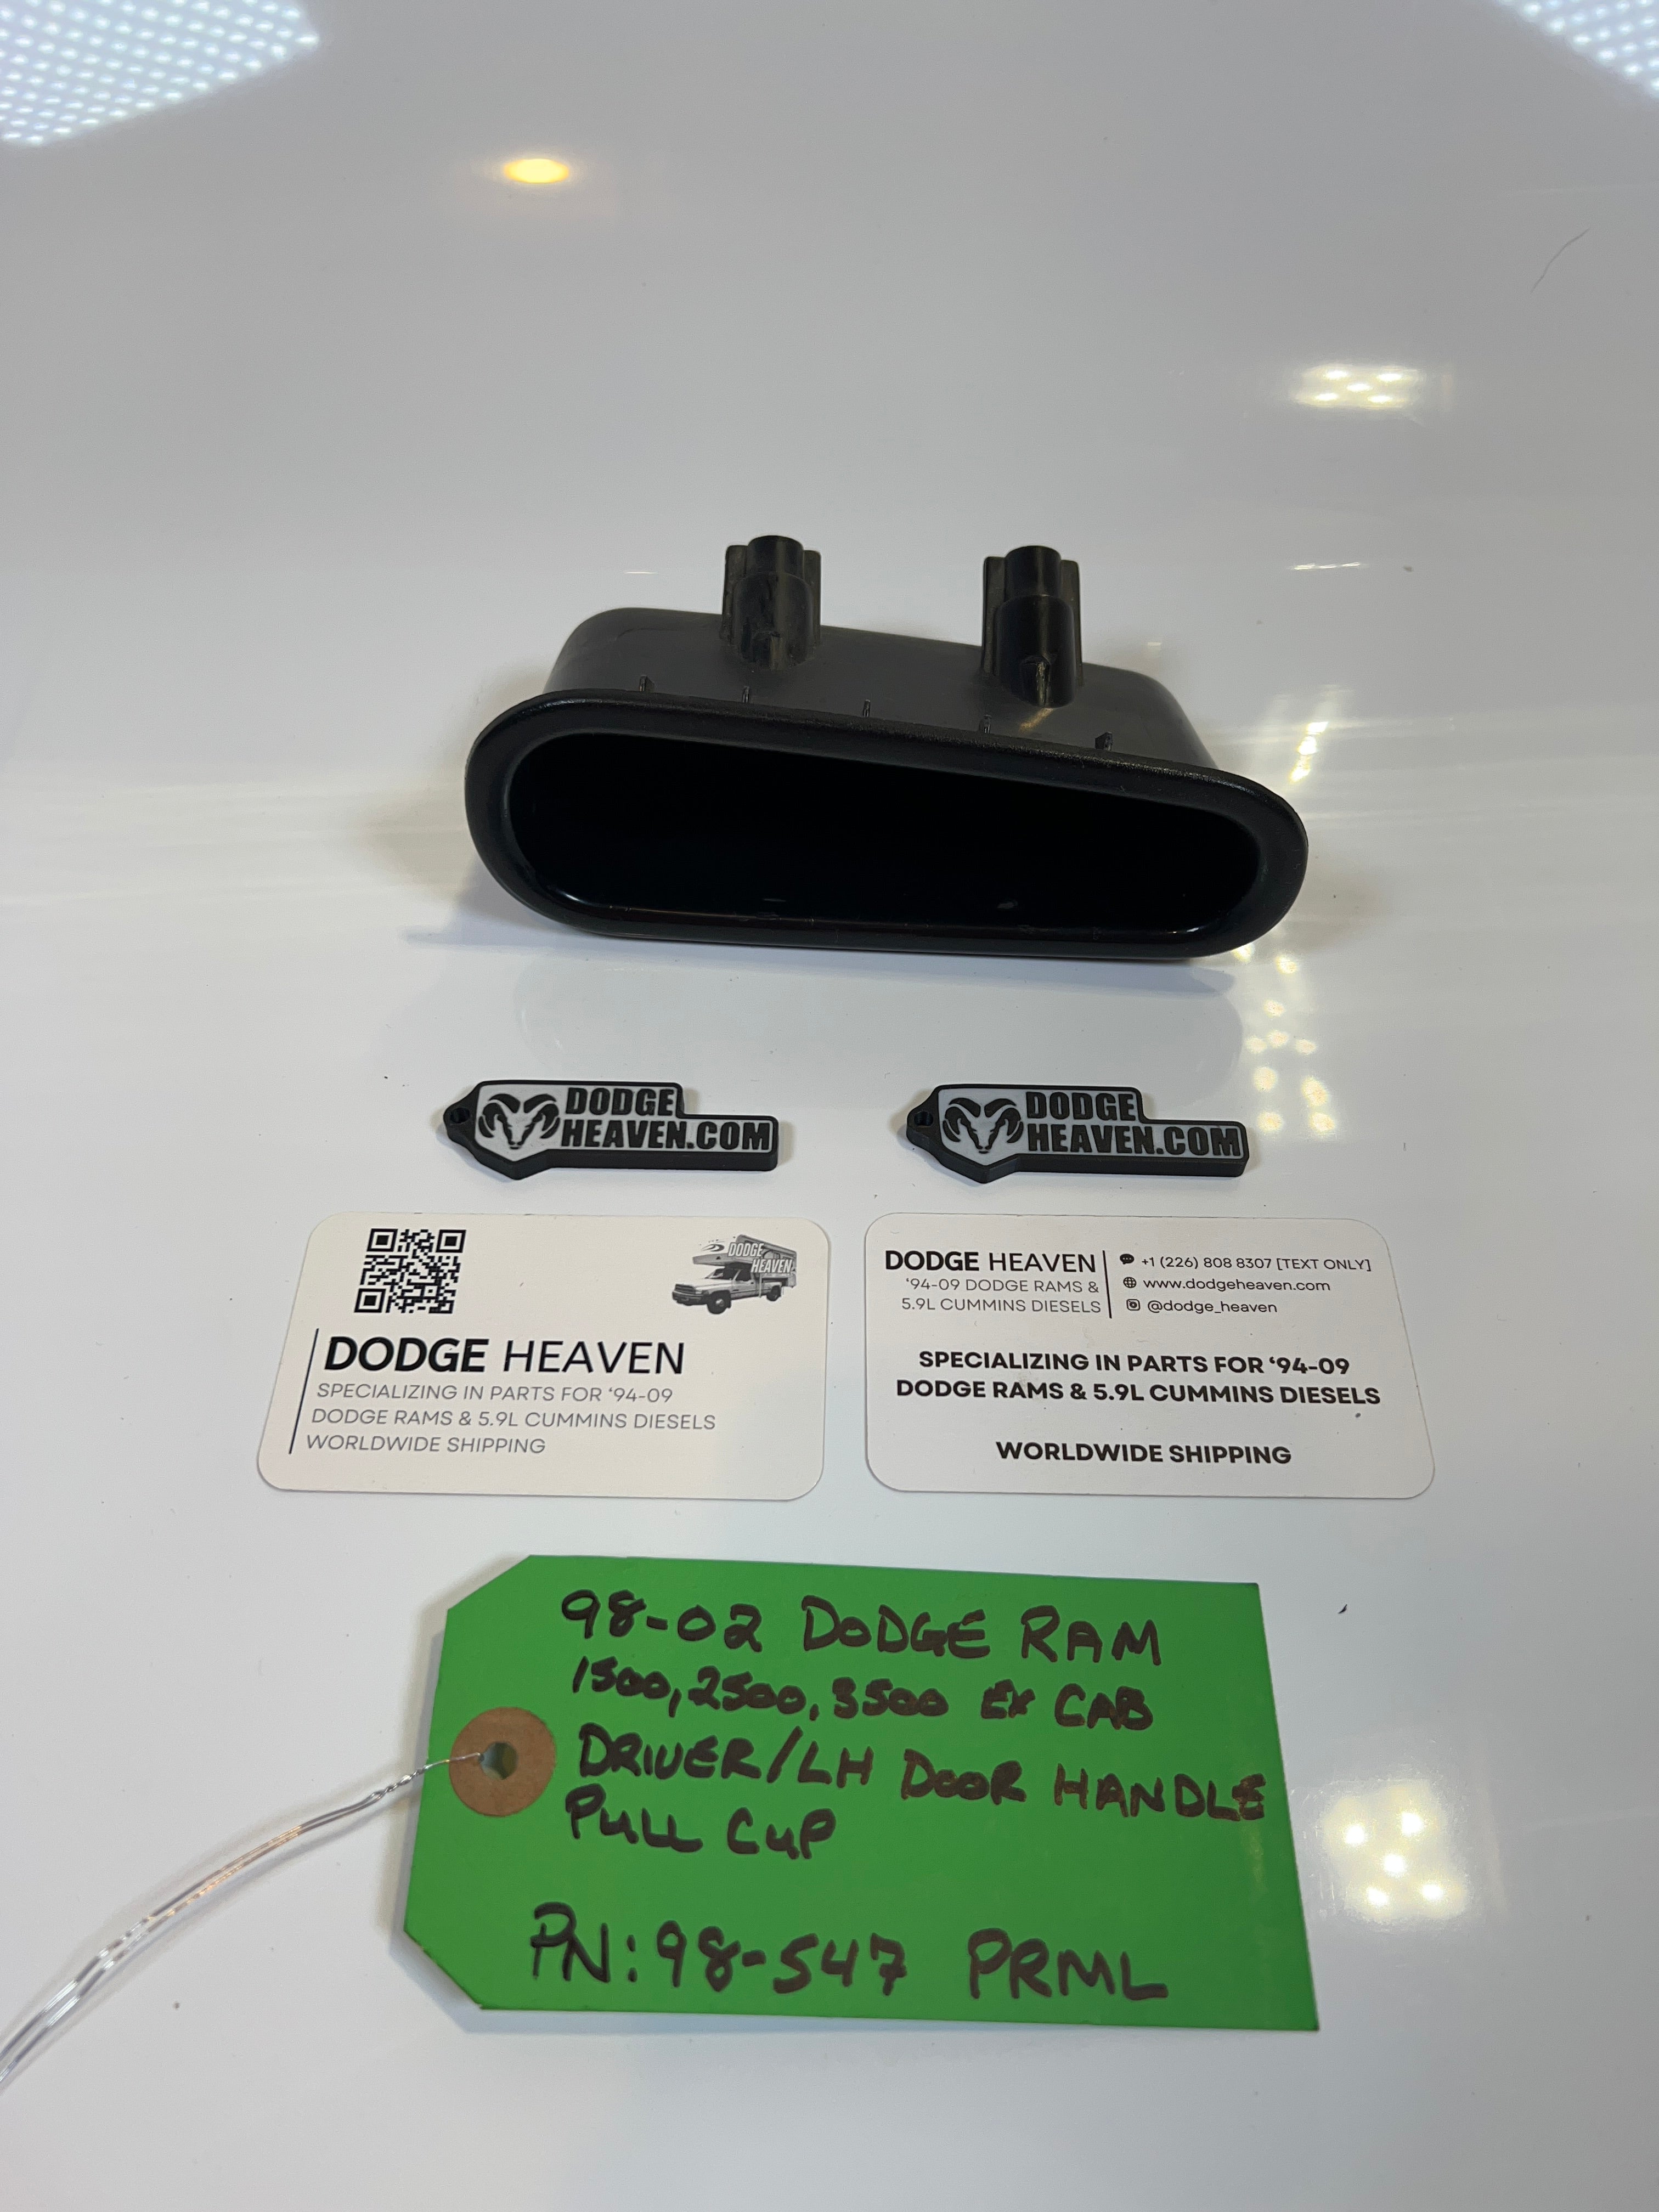 DODGE
HEAVEN.COM
DODGE
HEAVEN.COM
DODGE
HEAVEN
DODGE HEAVEN
SPECIALIZING IN PARTS FOR ‘94-09
DODGE RAMS & 5.9L CUMMINS DIESELS
WORLDWIDE SHIPPING
DODGE HEAVEN
‘94-09 DODGE RAMS &
5.9L CUMMINS DIESELS
+1 (226) 808 8307 [TEXT ONLY]
www.dodgeheaven.com
@dodge_heaven
SPECIALIZING IN PARTS FOR ‘94-09
DODGE RAMS & 5.9L CUMMINS DIESELS
WORLDWIDE SHIPPING
98-02 DODGE RAM
1500, 2500, 3500 EX CAB
DRIVER/LH DOOR HANDLE
PULL CUP
PN: 98-547 PRML